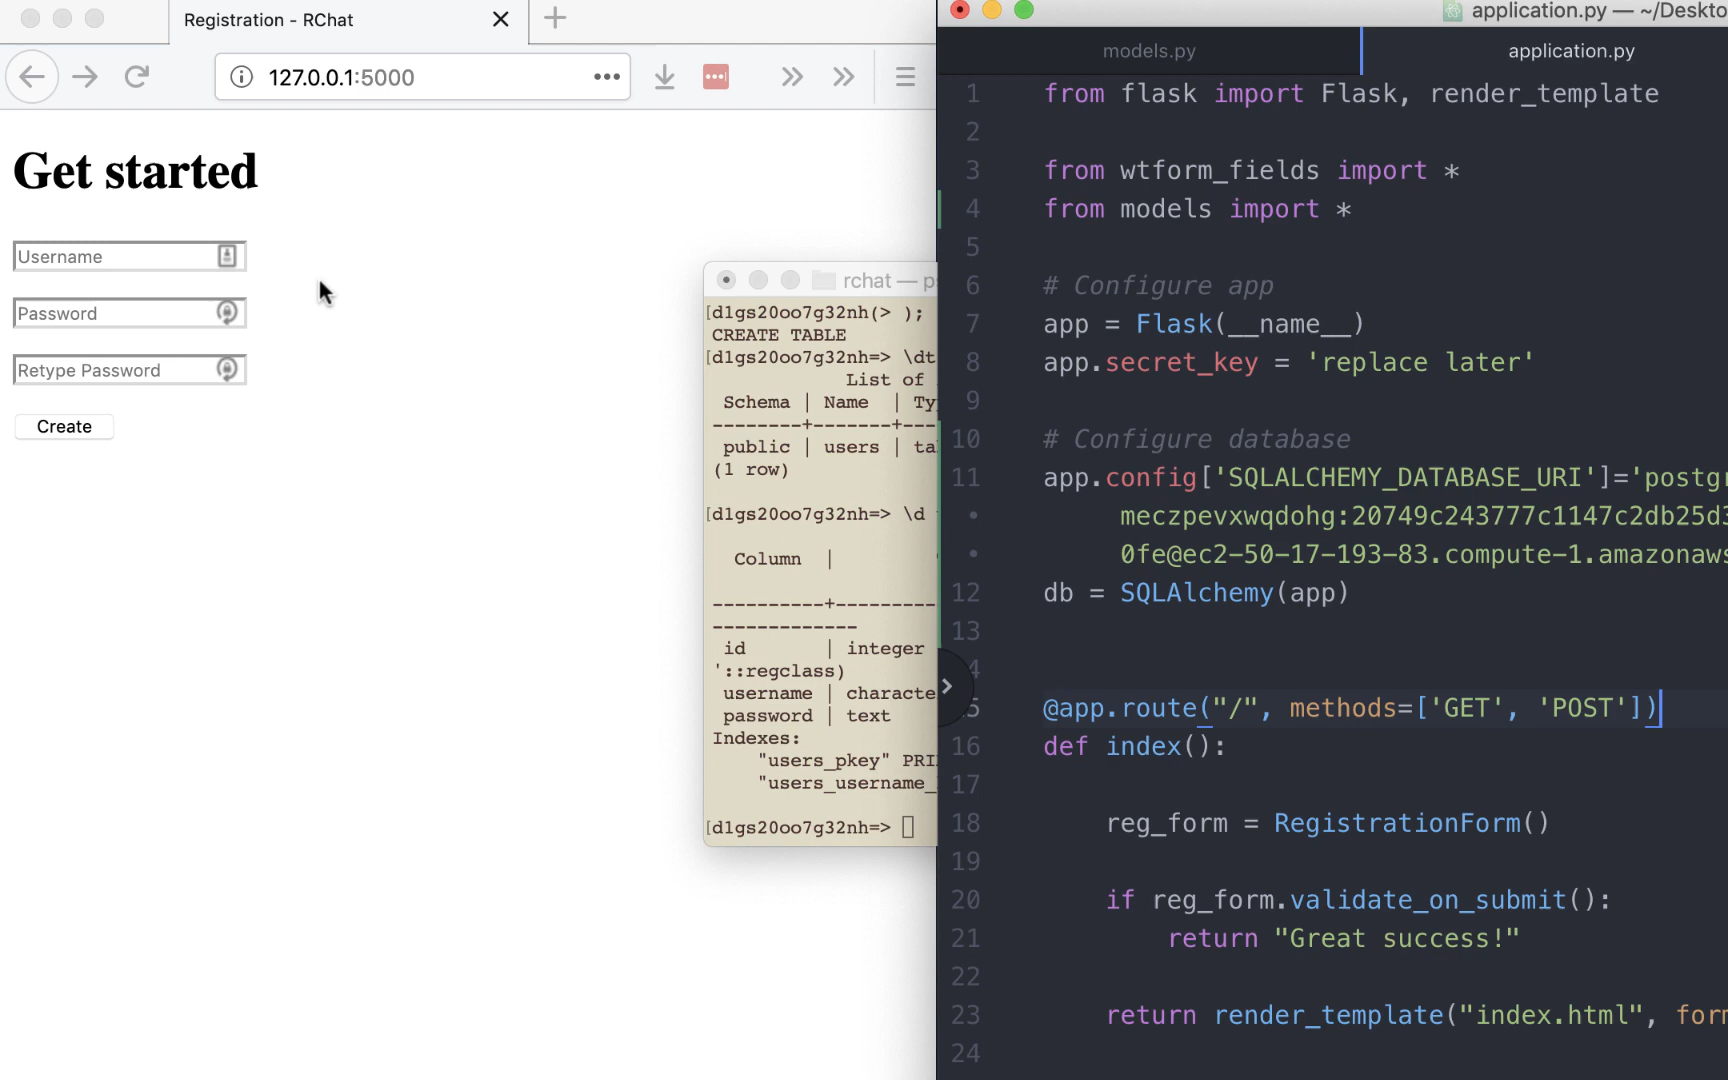 Registration - RChat
127.0.0.1:5000
Get started
Username
Password
Retype Password
Create
rchat — p
[d1gs20oo7g32nh(> );
CREATE TABLE
[d1gs20oo7g32nh=> \dt
List of
Schema | Name | Ty
--------+-------+---
public | users | ta
(1 row)
[d1gs20oo7g32nh=> \d
Column |
----------+---------
-------------
id | integer
'::regclass)
username | characte
password | text
Indexes:
"users_pkey" PRI
"users_username_
[d1gs20oo7g32nh=>
application.py — ~/Deskto
models.py
application.py
1 from flask import Flask, render_template
2
3 from wtform_fields import *
4 from models import *
5
6 # Configure app
7 app = Flask(__name__)
8 app.secret_key = 'replace later'
9
10 # Configure database
11 app.config['SQLALCHEMY_DATABASE_URI']='postgr
• meczpevxwqdohg:20749c243777c1147c2db25d3
• 0fe@ec2-50-17-193-83.compute-1.amazonaws
12 db = SQLAlchemy(app)
13
4
5 @app.route("/", methods=['GET', 'POST'])
16 def index():
17
18 reg_form = RegistrationForm()
19
20 if reg_form.validate_on_submit():
21 return "Great success!"
22
23 return render_template("index.html", form
24